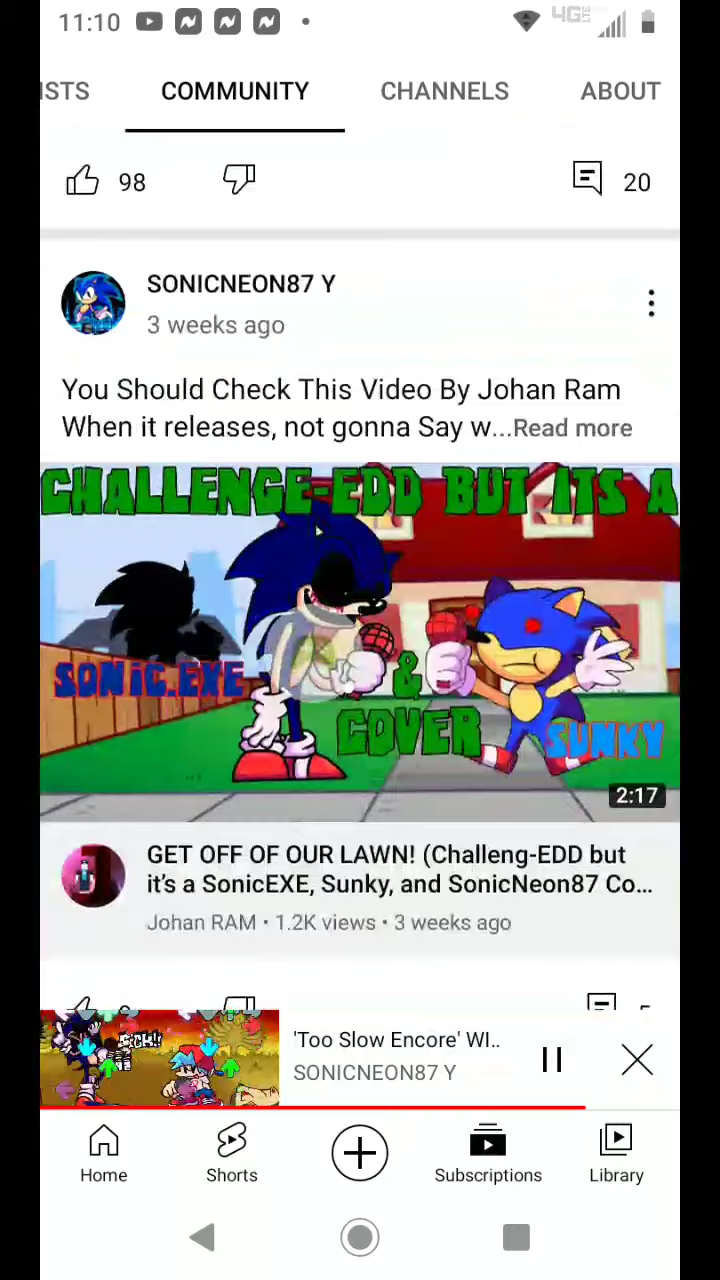 11:10
4G
ISTS COMMUNITY CHANNELS ABOUT
98 20
SONICNEON87 Y
3 weeks ago
You Should Check This Video By Johan Ram
When it releases, not gonna Say w...Read more
CHALLENGE-EDD BUT ITS A
SONIC.EXE
&
COVER
SUNKY
2:17
GET OFF OF OUR LAWN! (Challeng-EDD but
it's a SonicEXE, Sunky, and SonicNeon87 Co...
Johan RAM • 1.2K views • 3 weeks ago
SICK!!
'Too Slow Encore' WI..
SONICNEON87 Y
Home Shorts Subscriptions Library